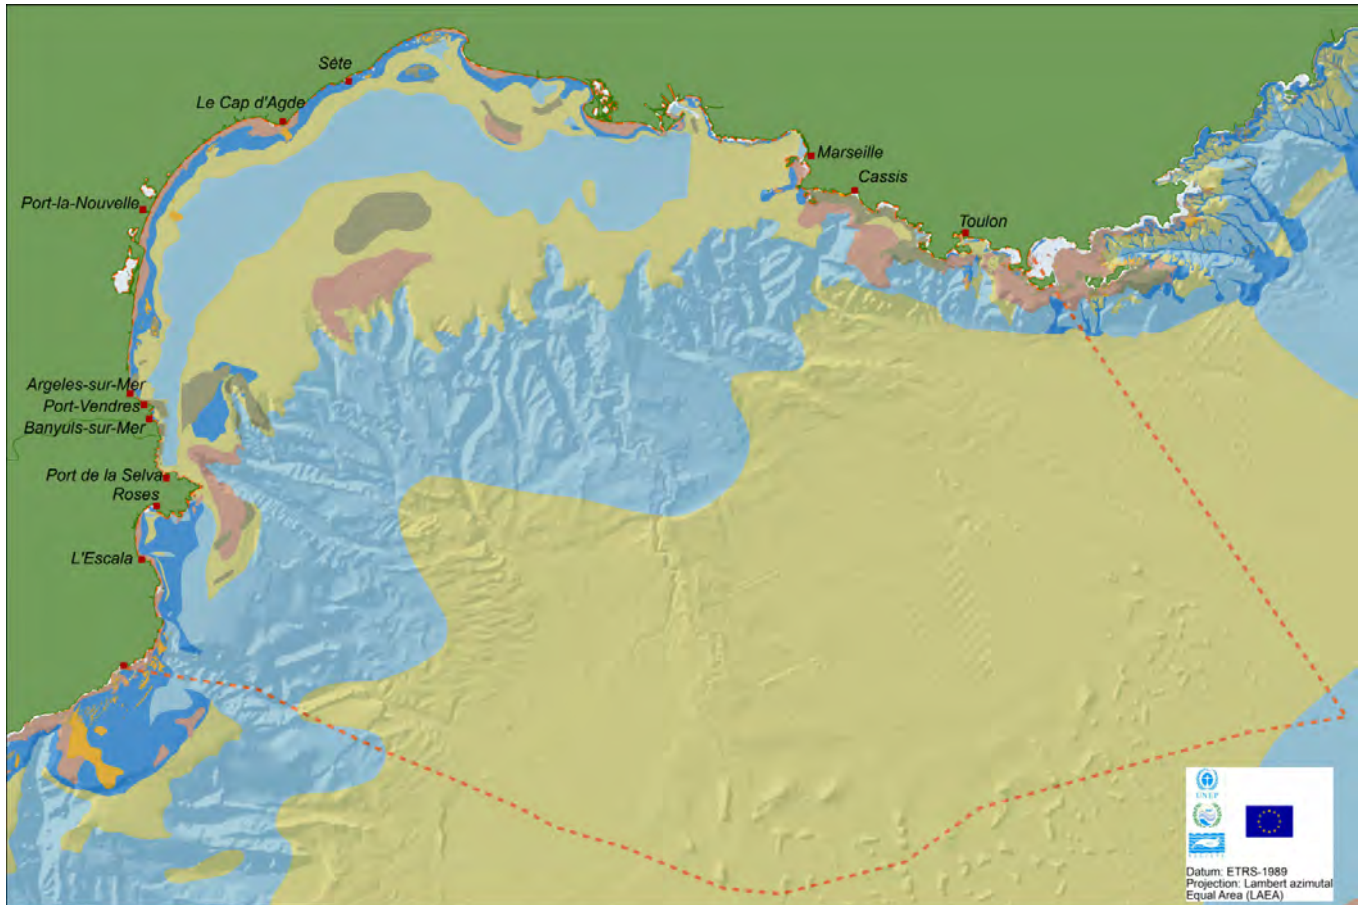 Sète
Le Cap d'Agde
Marseille
Cassis
Port-la-Nouvelle
Toulon
Argeles-sur-Mer
Port-Vendres
Banyuls-sur-Mer
Port de la Selva
Roses
L'Escala
UNEP
Datum: ETRS-1989
Projection: Lambert azimutal
Equal Area (LAEA)